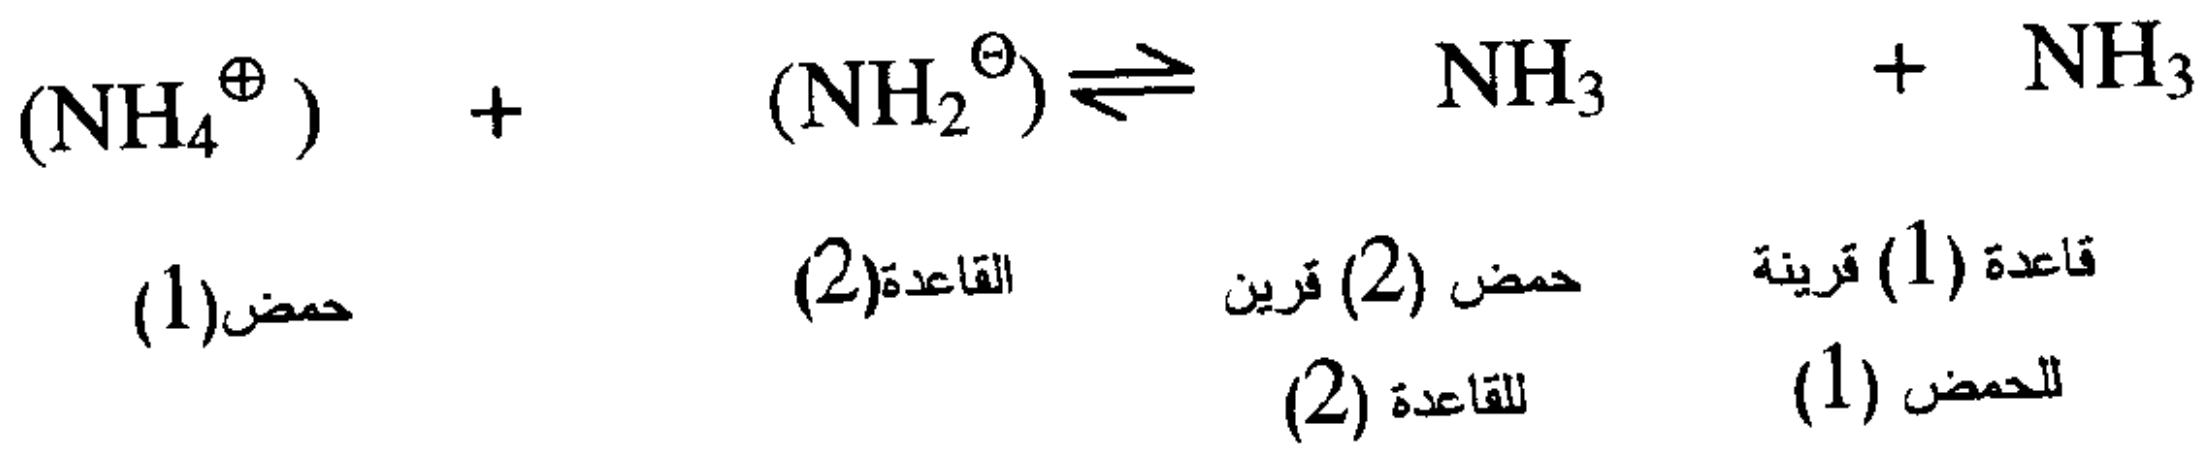 (NH₄⊕) + (NH₂⊖) ⇌ NH₃ + NH₃
حمض(1) القاعدة(2) حمض (2) قرين قاعدة (1) قرينة
للقاعدة (2) للحمض (1)